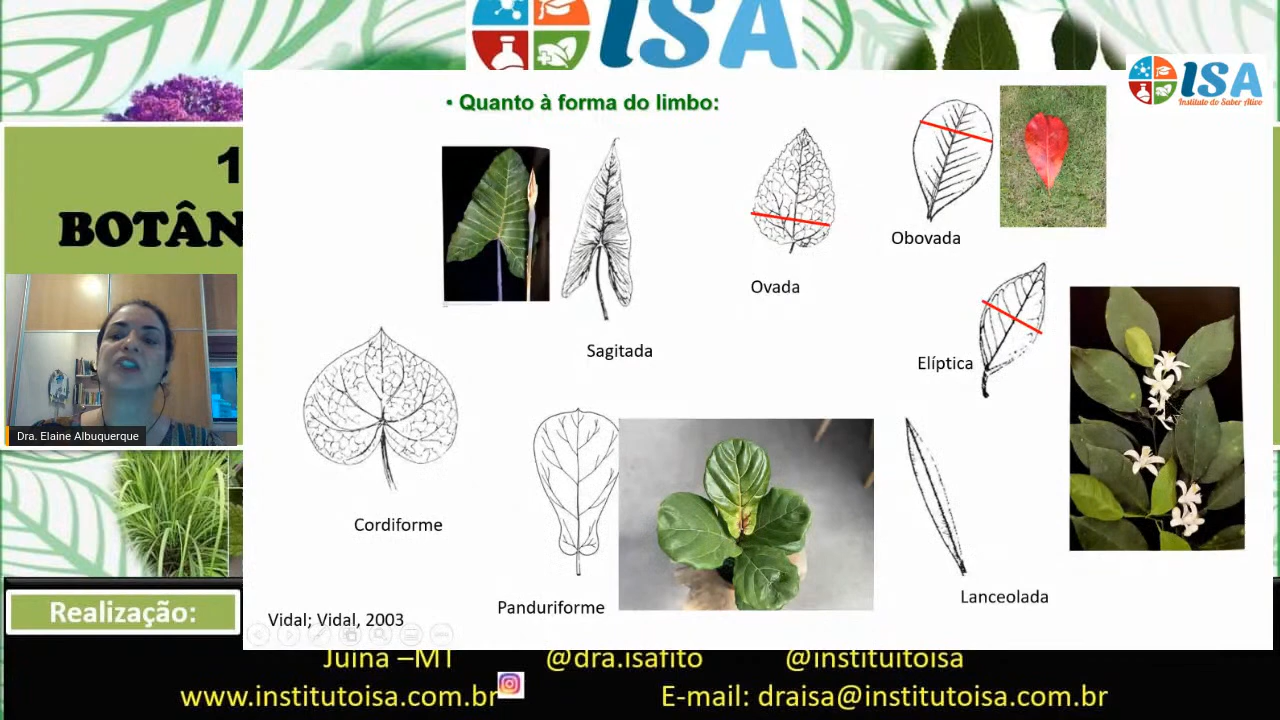 ISA
ISA
Instituto do Saber Ativo
• Quanto à forma do limbo:
1
BOTÂN
Obovada
Ovada
Sagitada
Elíptica
Dra. Elaine Albuquerque
Cordiforme
Lanceolada
Panduriforme
Vidal; Vidal, 2003
Realização:
Juína –MT @dra.isafito @instituitoisa
www.institutoisa.com.br E-mail: draisa@institutoisa.com.br